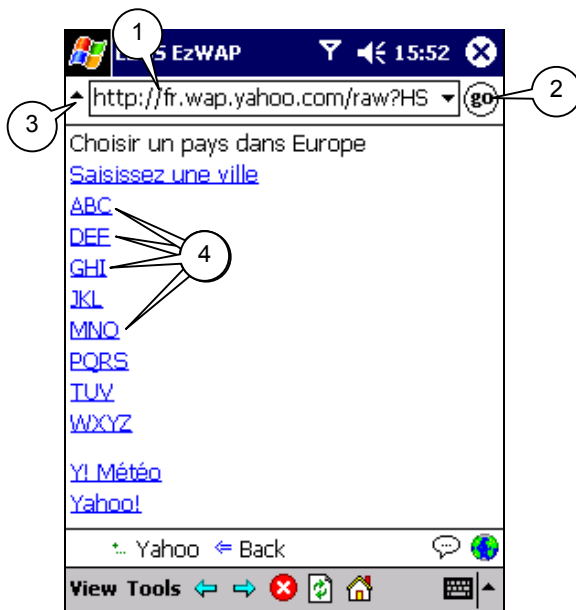 1
S EzWAP 15:52
http://fr.wap.yahoo.com/raw?HS go
2
3
Choisir un pays dans Europe
Saisissez une ville
ABC
DEF
GHI
4
JKL
MNO
PQRS
TUV
WXYZ
Y! Météo
Yahoo!
Yahoo Back
View Tools